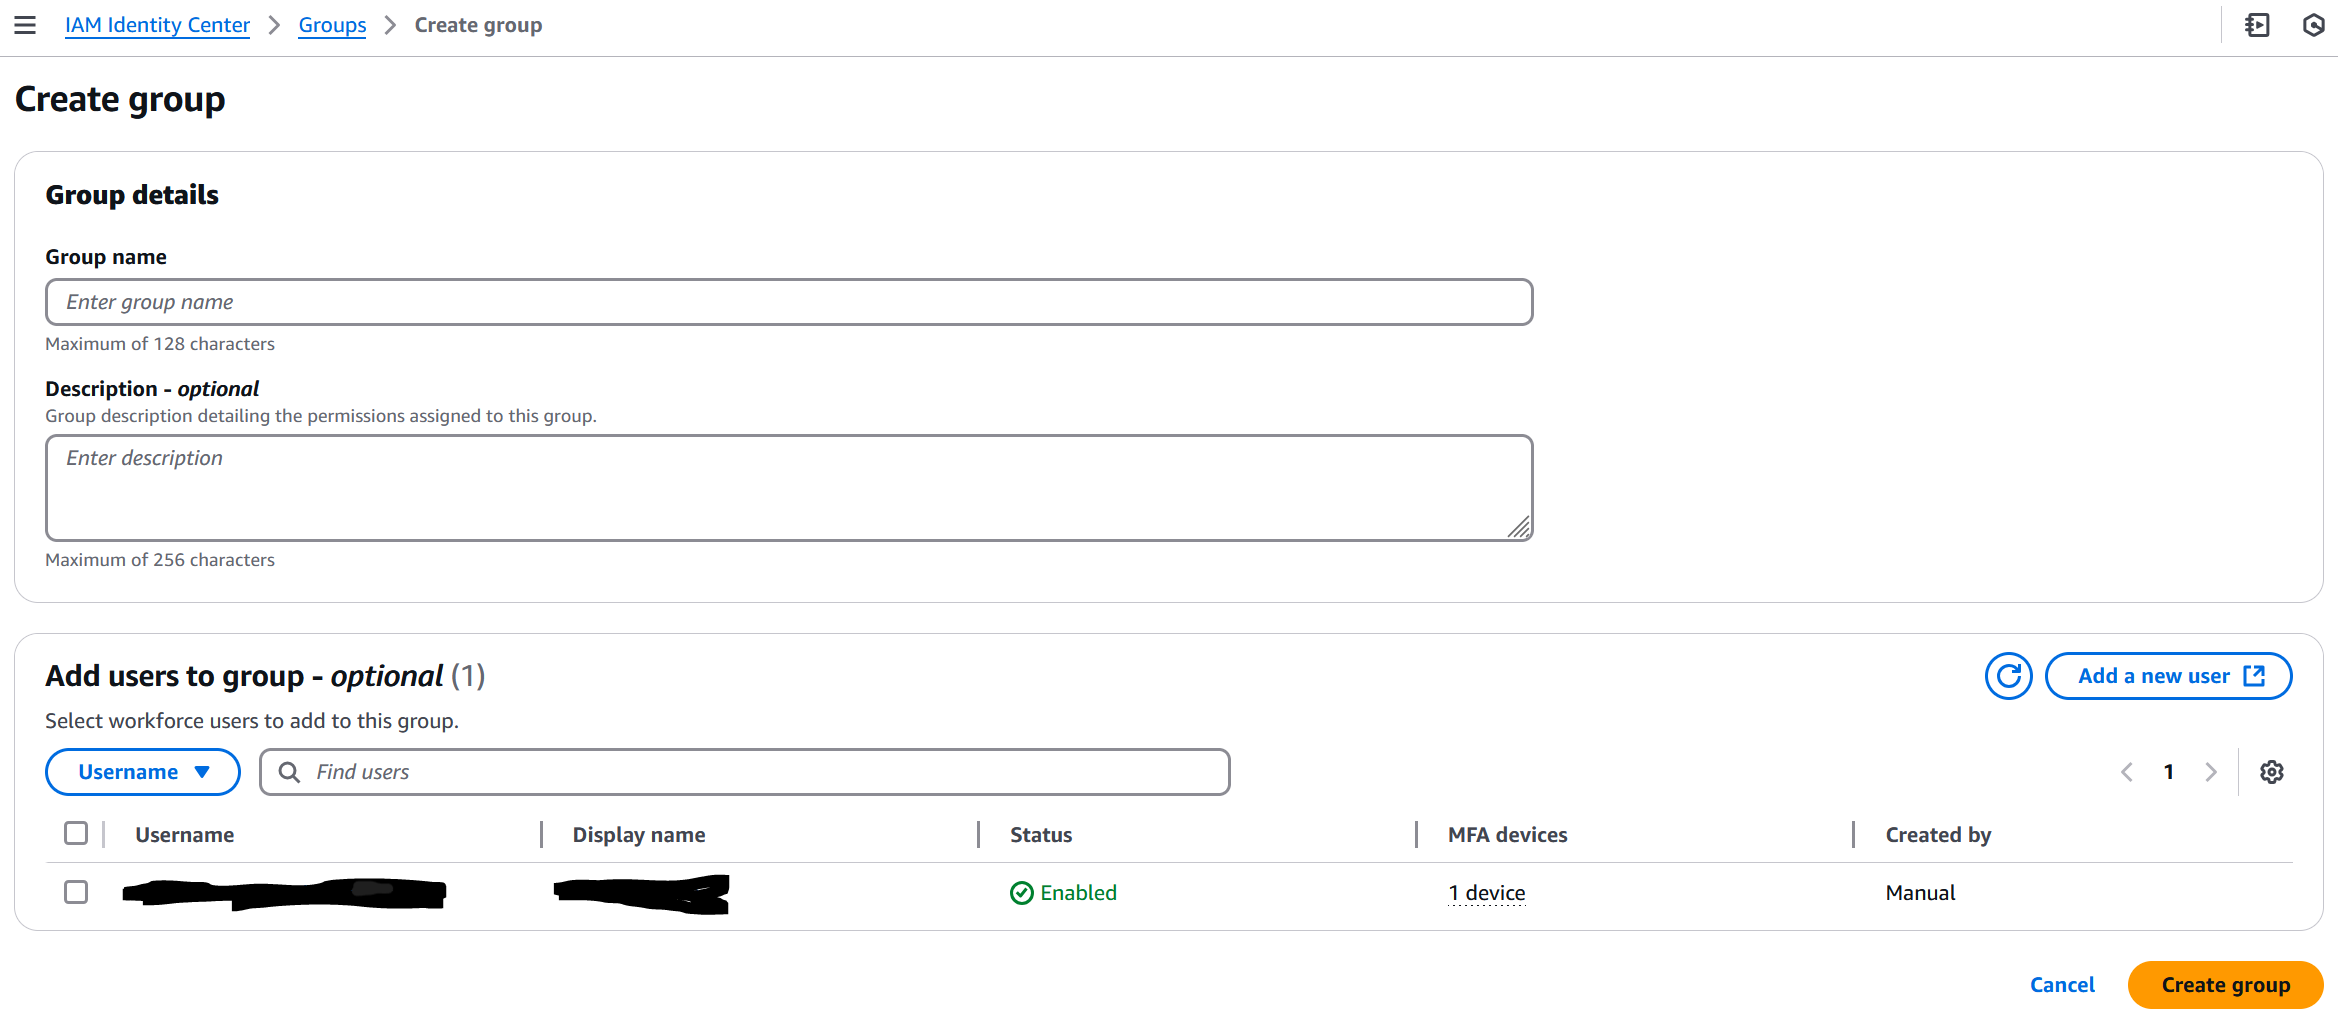 IAM Identity Center > Groups > Create group
Create group
Group details
Group name
Enter group name
Maximum of 128 characters
Description - optional
Group description detailing the permissions assigned to this group.
Enter description
Maximum of 256 characters
Add users to group - optional (1)
Add a new user
Select workforce users to add to this group.
Username
Find users
1
Username Display name Status MFA devices Created by
Enabled 1 device Manual
Cancel Create group